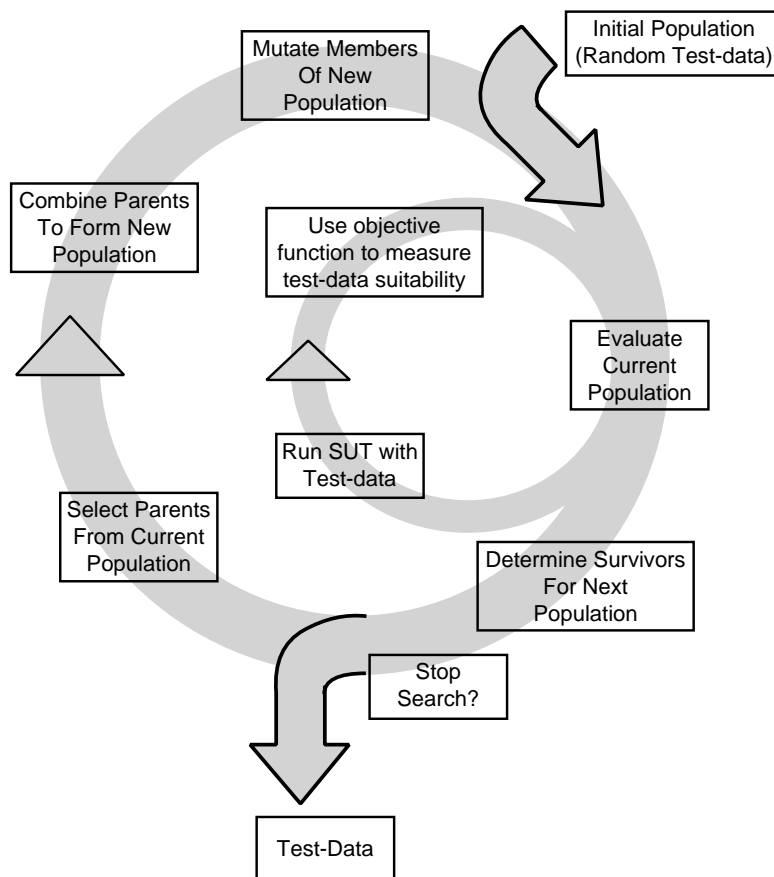 Initial Population
(Random Test-data)
Mutate Members
Of New
Population
Combine Parents
To Form New
Population
Use objective
function to measure
test-data suitability
Evaluate
Current
Population
Run SUT with
Test-data
Select Parents
From Current
Population
Determine Survivors
For Next
Population
Stop
Search?
Test-Data